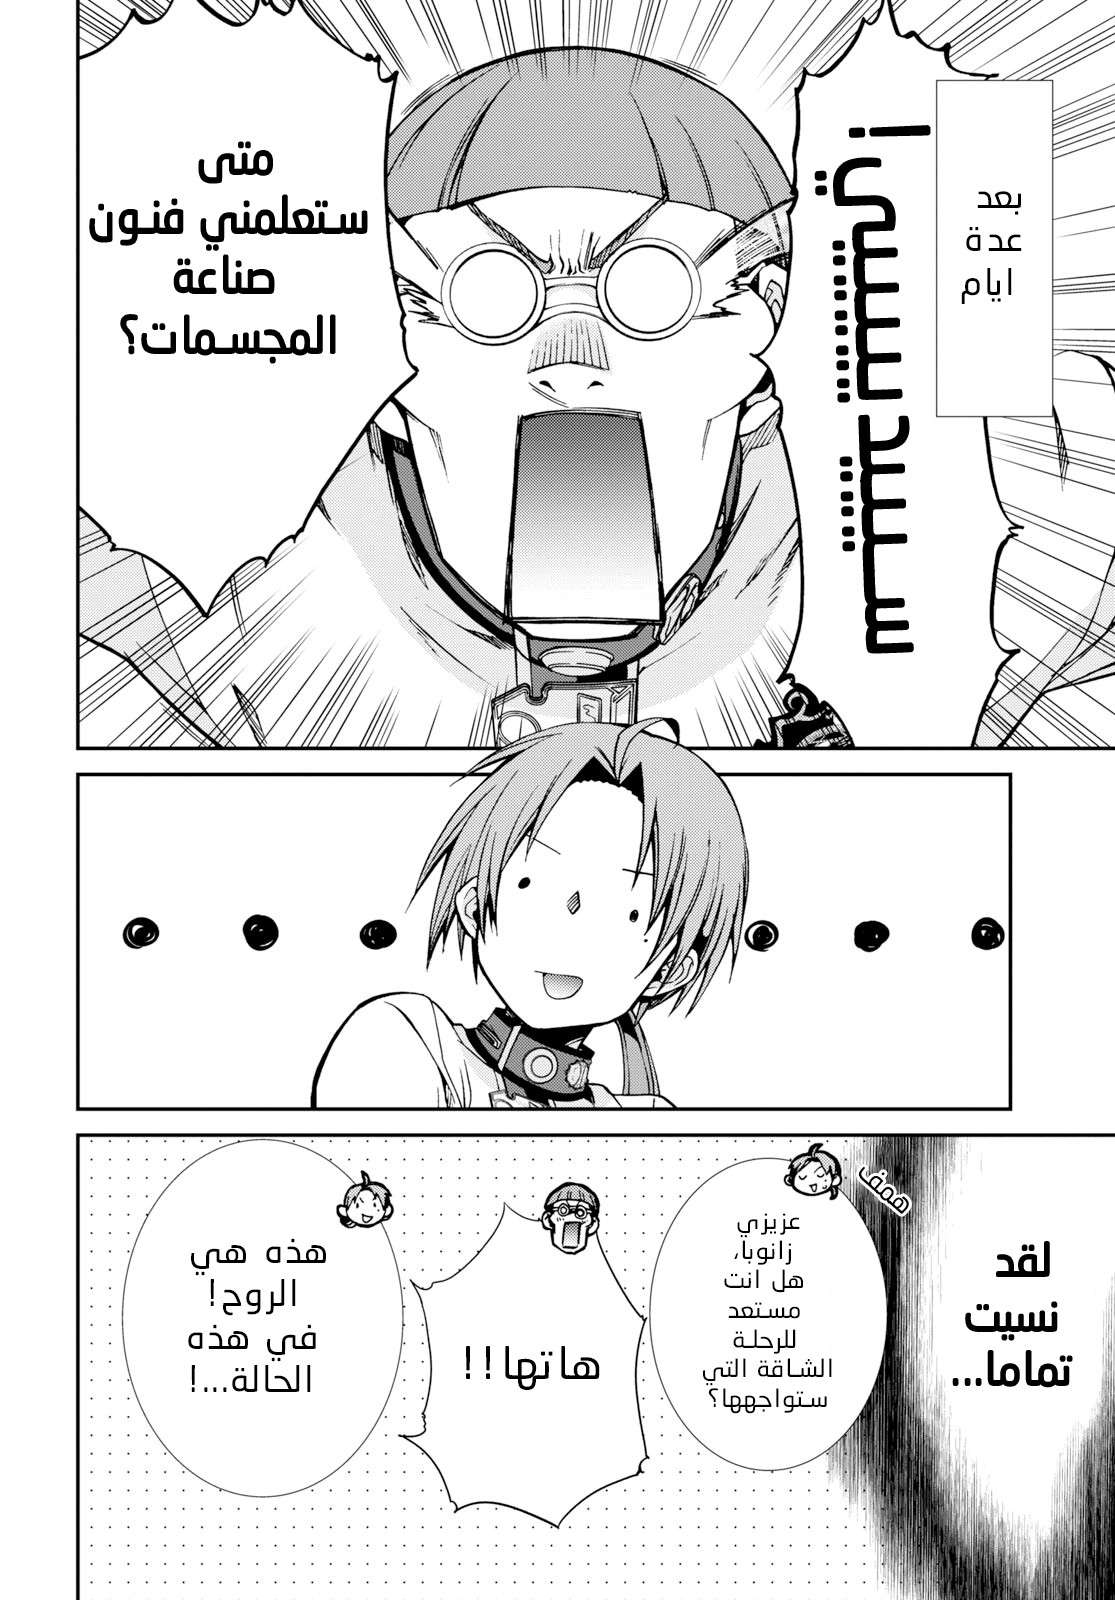 بعد
عدة
ايام
سيدييييي!
متى
ستعلمني فنون
صناعة
المجسمات؟
لقد
نسيت
تماما...
همف
عزيزي
زانوبا،
هل انت
مستعد
للرحلة
الشاقة التي
ستواجهها؟
هاتها!!
هذه هي
الروح!
في هذه
الحالة...!